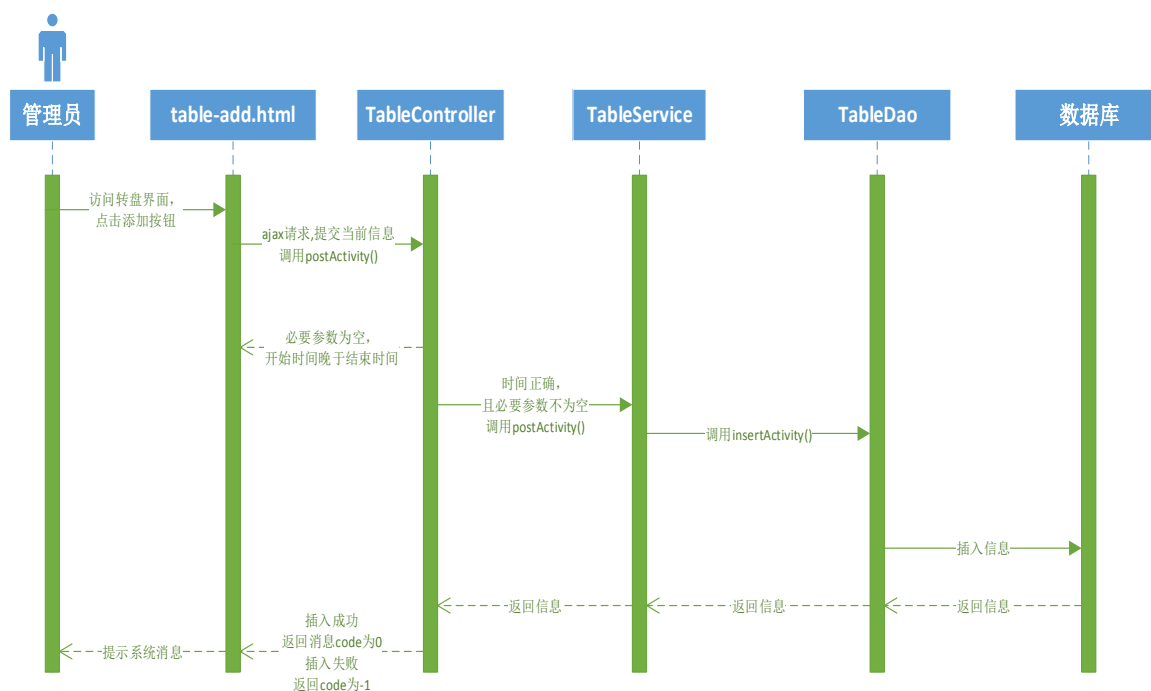 管理员
table-add.html
TableController
TableService
TableDao
数据库
访问转盘界面，
点击添加按钮
ajax请求,提交当前信息
调用postActivity()
必要参数为空，
开始时间晚于结束时间
时间正确，
且必要参数不为空
调用postActivity()
调用insertActivity()
插入信息
返回信息
返回信息
返回信息
插入成功
返回消息code为0
插入失败
返回code为-1
提示系统消息